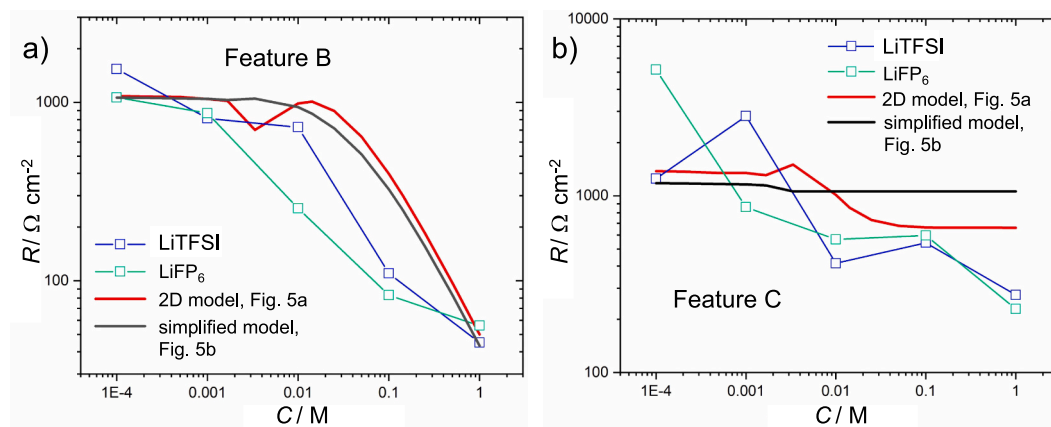 a)
Feature B
1000
100
R/ Ω cm-2
LiTFSI
LiFP6
2D model, Fig. 5a
simplified model,
Fig. 5b
1E-4 0.001 0.01 0.1 1
C / M
b)
10000
1000
100
R/ Ω cm-2
LiTFSI
LiFP6
2D model, Fig. 5a
simplified model,
Fig. 5b
Feature C
1E-4 0.001 0.01 0.1 1
C / M